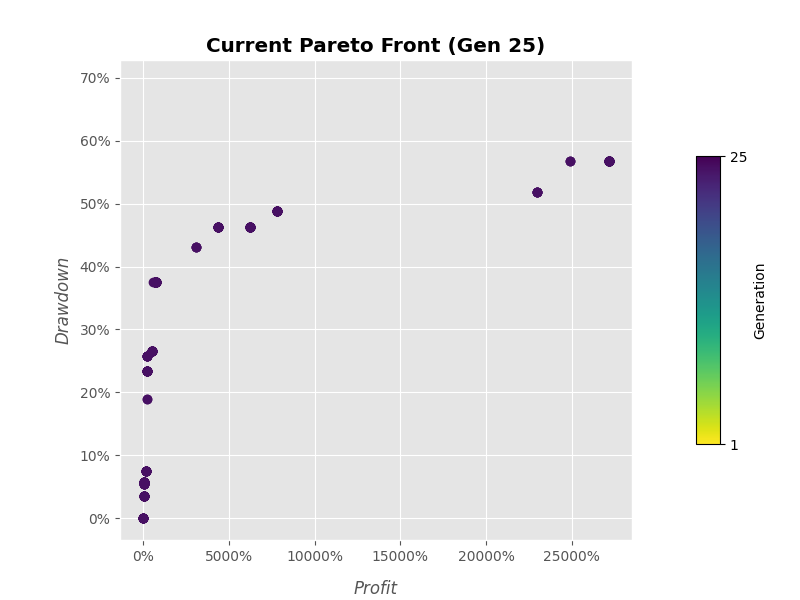 Current Pareto Front (Gen 25)
70%
60%
50%
40%
30%
20%
10%
0%
Drawdown
0% 5000% 10000% 15000% 20000% 25000%
Profit
25
1
Generation